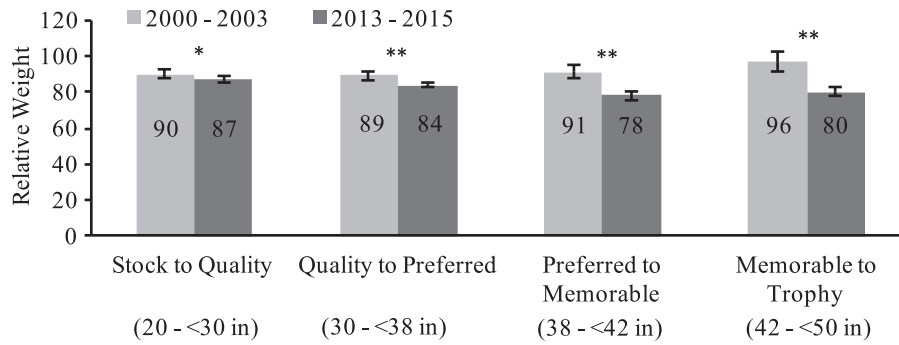 2000 - 2003
2013 - 2015
Relative Weight
120
100
80
60
40
20
0
*
**
**
**
90
87
89
84
91
78
96
80
Stock to Quality
(20 - <30 in)
Quality to Preferred
(30 - <38 in)
Preferred to
Memorable
(38 - <42 in)
Memorable to
Trophy
(42 - <50 in)